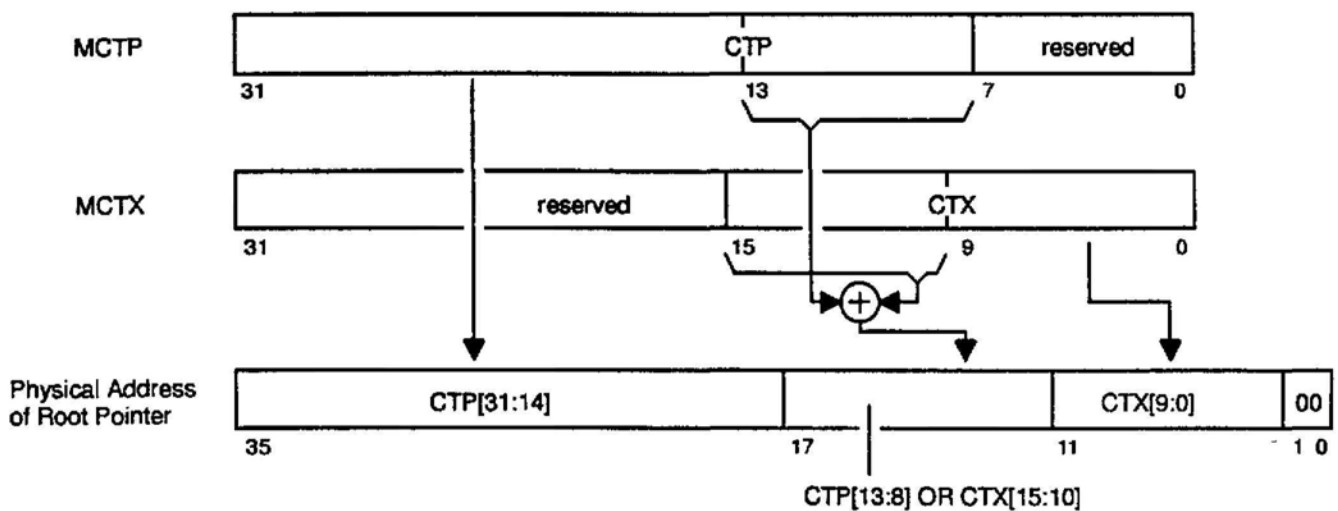 MCTP CTP reserved
31 13 7 0
MCTX reserved CTX
31 15 9 0
+
Physical Address
of Root Pointer
CTP[31:14] CTX[9:0] 00
35 17 11 1 0
CTP[13:8] OR CTX[15:10]